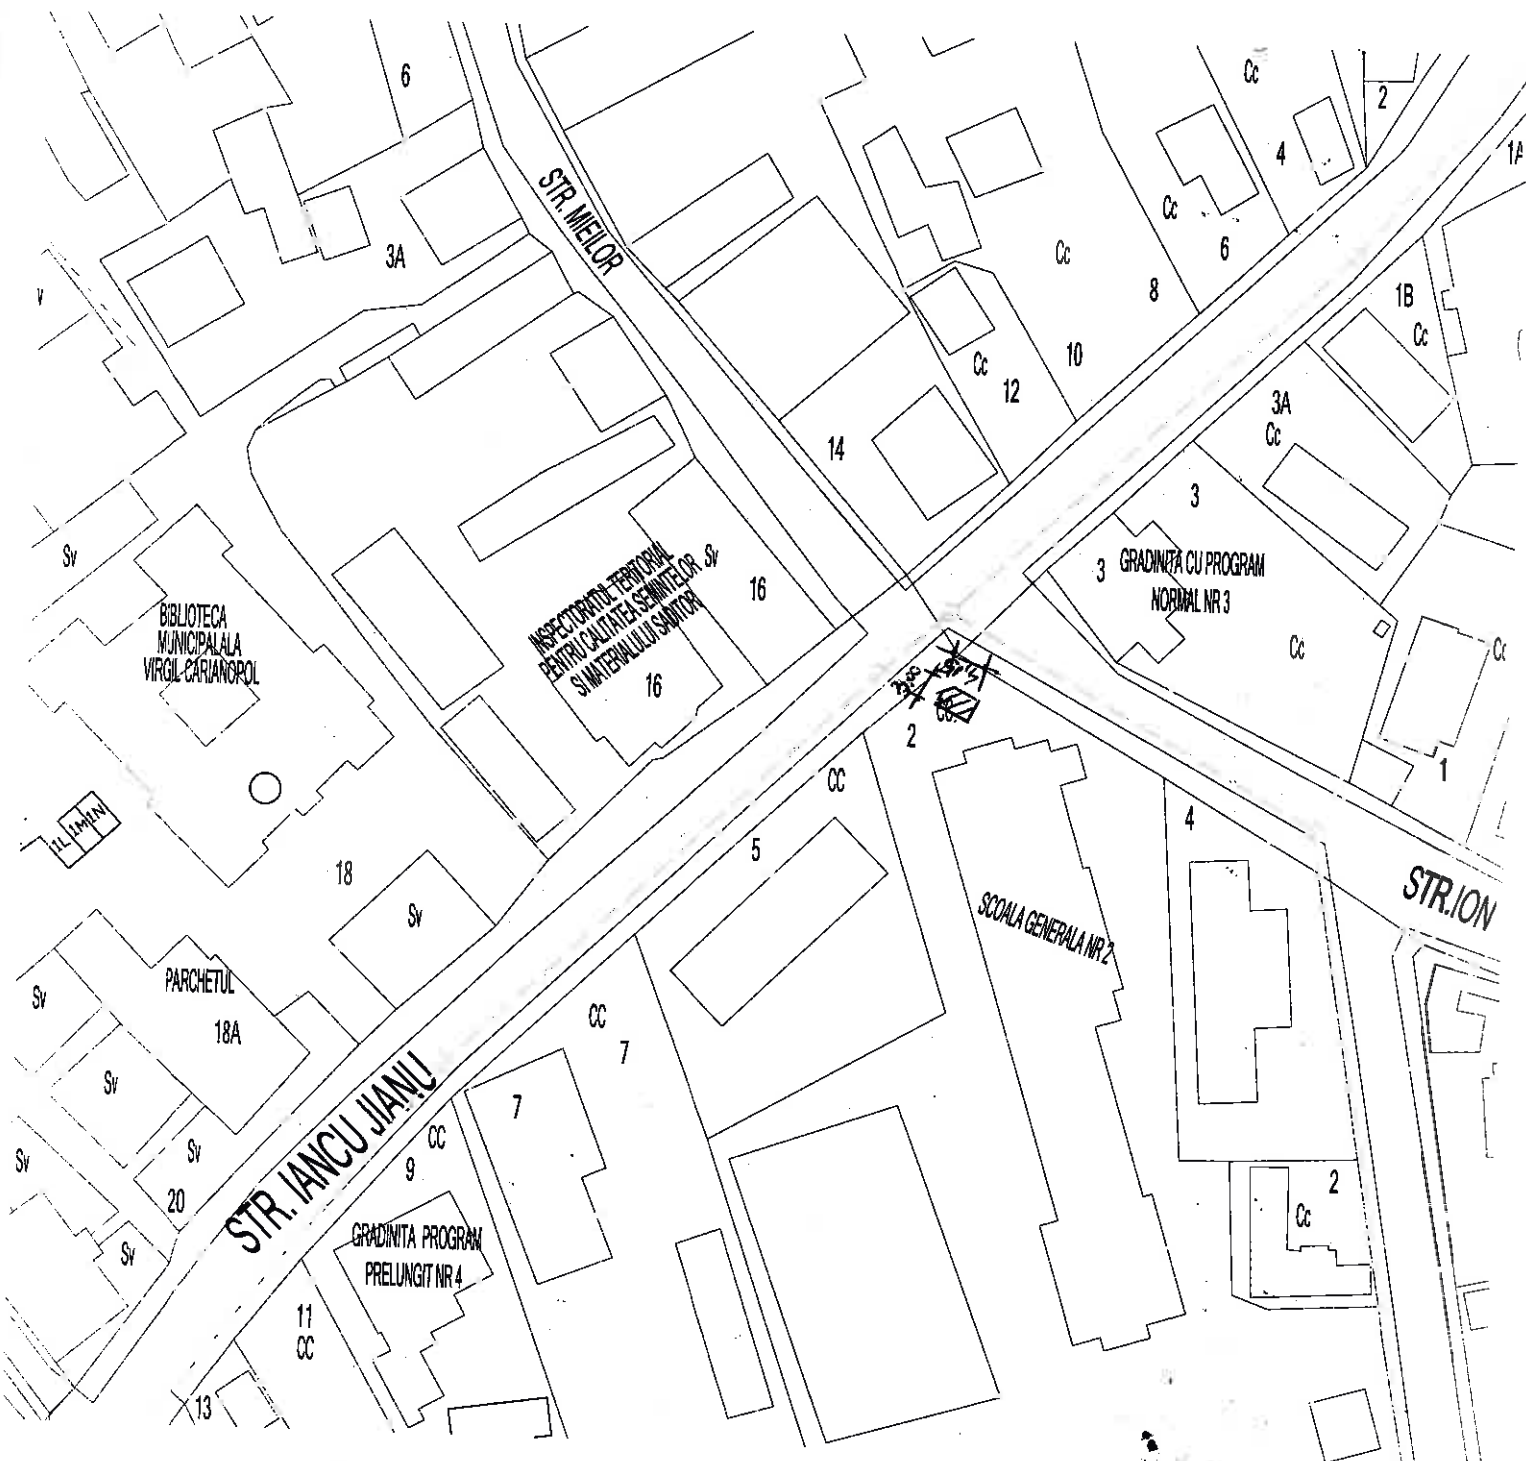 6
Cc
2
4
1A
STR. MIEILOR
Cc
6
3A
Cc
8
v
1B
Cc
10
Cc
12
3A
Cc
14
3
Sv
Sv
GRADINITA CU PROGRAM
NORMAL NR 3
3
INSPECTORATUL TERITORIAL
PENTRU CALITATEA SEMINTELOR
SI MATERIALULUI SADITOR
16
BIBLIOTECA
MUNICIPALALA
VIRGIL CARIANOPOL
Cc
Cc
16
2
CC
1
4
1L
1M
1N
5
18
Sv
STR.ION
SCOALA GENERALA NR 2
PARCHETUL
Sv
18A
CC
7
Sv
STR. IANCU JIANU
7
CC
9
Sv
Sv
20
2
Cc
GRADINITA PROGRAM
PRELUNGIT NR 4
Sv
11
CC
13